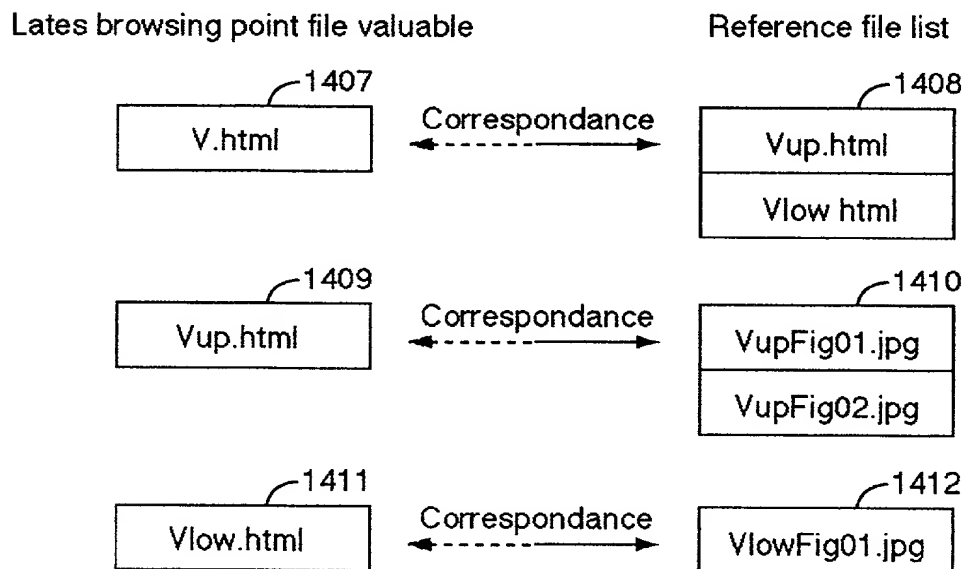 Lates browsing point file valuable
Reference file list
1407
1408
V.html
Correspondance
Vup.html
Vlow html
1409
1410
Vup.html
Correspondance
VupFig01.jpg
VupFig02.jpg
1411
1412
Vlow.html
Correspondance
VlowFig01.jpg